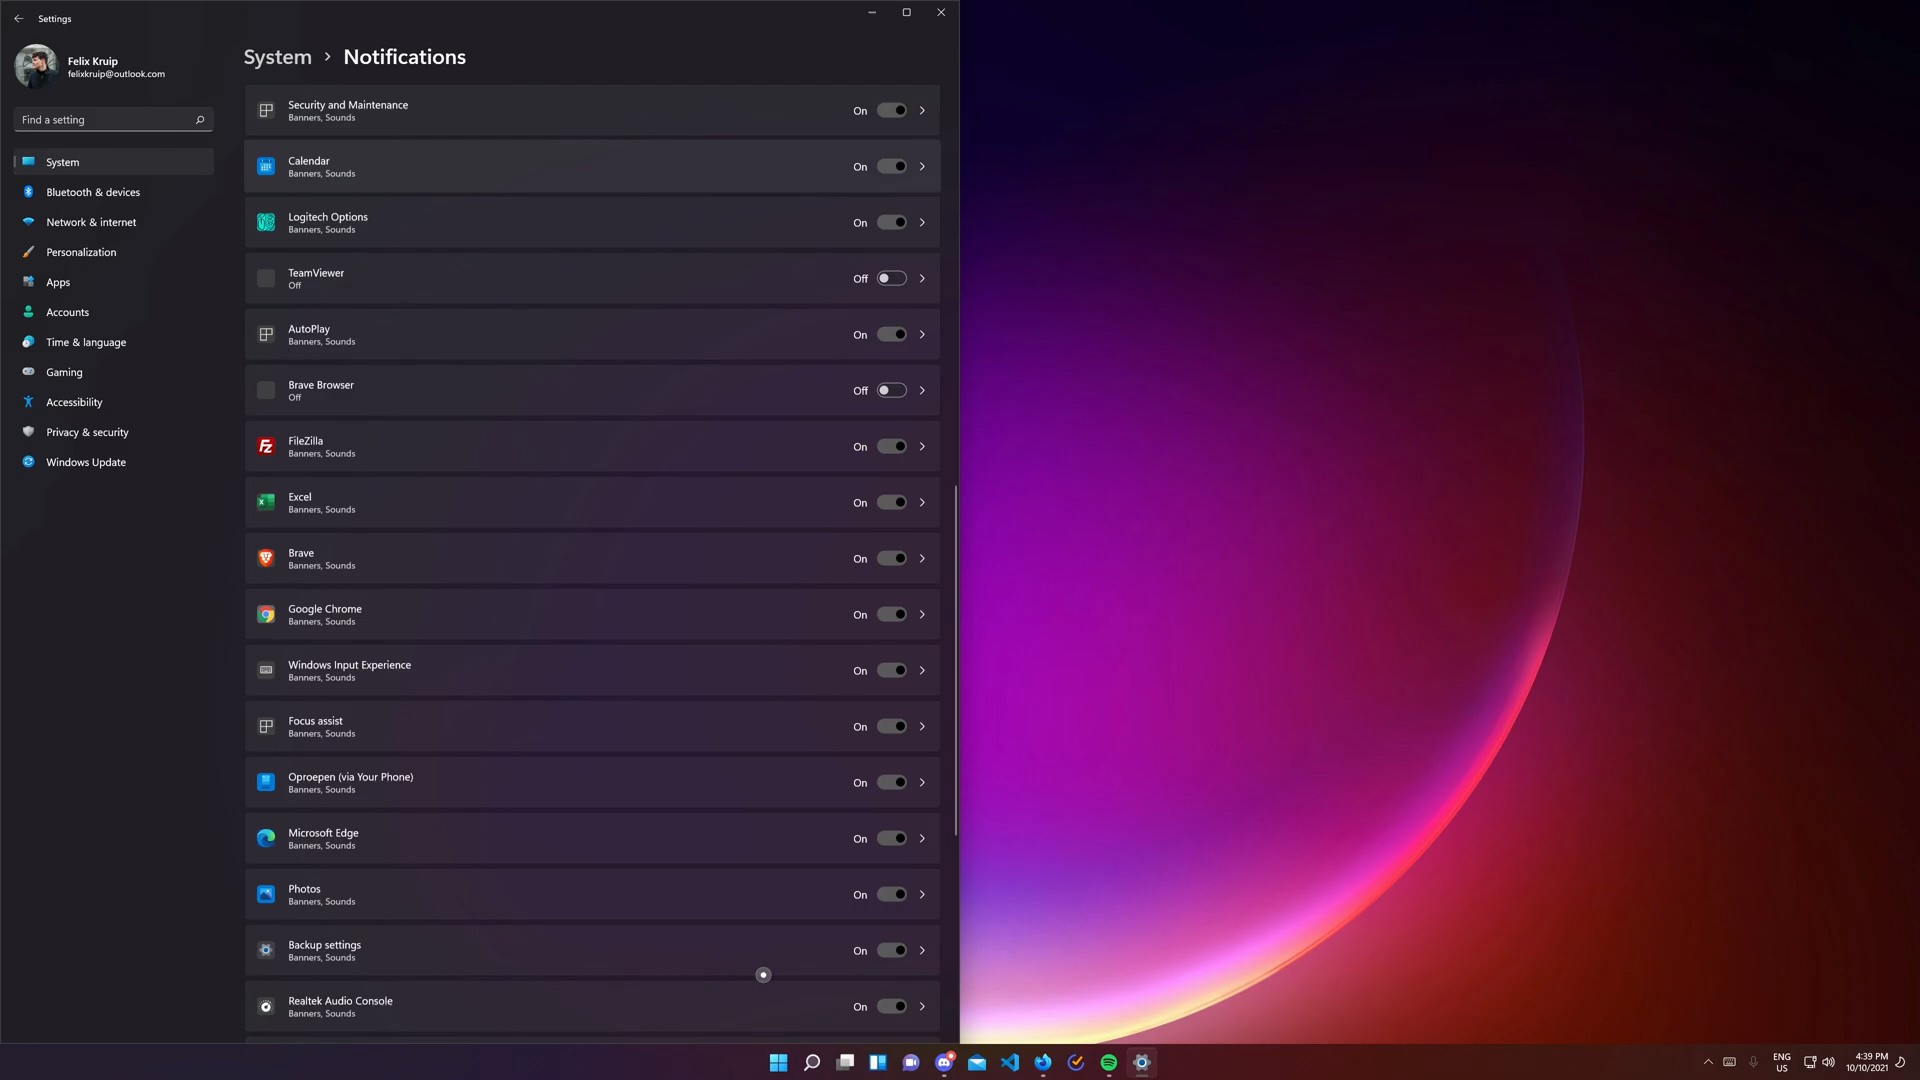 Settings
Felix Kruip
felixkruip@outlook.com
Find a setting
System
Bluetooth & devices
Network & internet
Personalization
Apps
Accounts
Time & language
Gaming
Accessibility
Privacy & security
Windows Update
System > Notifications
Security and Maintenance
Banners, Sounds
On
Calendar
Banners, Sounds
On
Logitech Options
Banners, Sounds
On
TeamViewer
Off
Off
AutoPlay
Banners, Sounds
On
Brave Browser
Off
Off
FileZilla
Banners, Sounds
On
Excel
Banners, Sounds
On
Brave
Banners, Sounds
On
Google Chrome
Banners, Sounds
On
Windows Input Experience
Banners, Sounds
On
Focus assist
Banners, Sounds
On
Oproepen (via Your Phone)
Banners, Sounds
On
Microsoft Edge
Banners, Sounds
On
Photos
Banners, Sounds
On
Backup settings
Banners, Sounds
On
Realtek Audio Console
Banners, Sounds
On
ENG
US
4:39 PM
10/10/2021